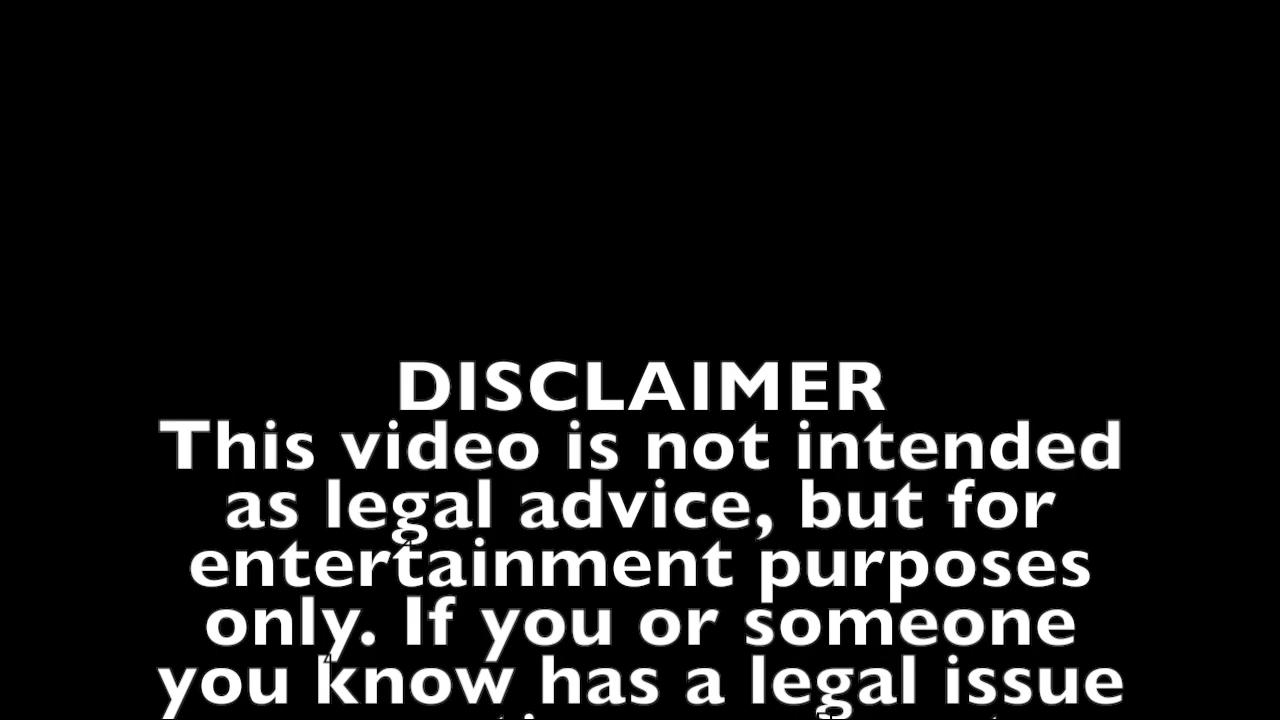 DISCLAIMER
This video is not intended
as legal advice, but for
entertainment purposes
only. If you or someone
you know has a legal issue